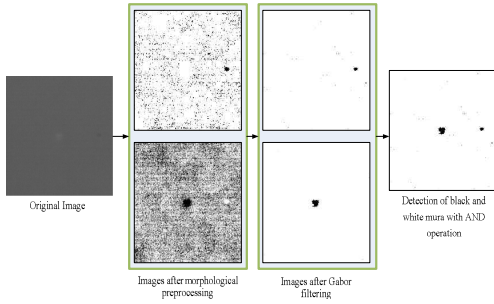 Original Image
Images after morphological
preprocessing
Images after Gabor
filtering
Detection of black and
white mura with AND
operation